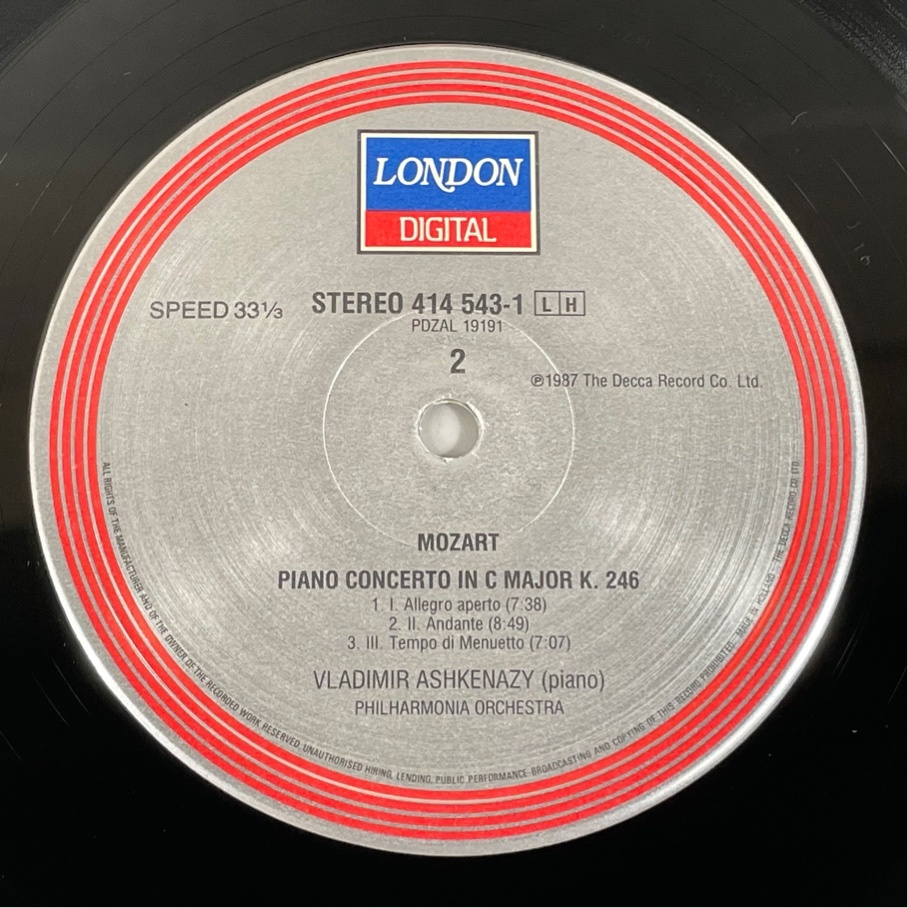 LONDON
DIGITAL
SPEED 33⅓
STEREO 414 543-1 L H
PDZAL 19191
2
℗1987 The Decca Record Co. Ltd.
MOZART
PIANO CONCERTO IN C MAJOR K. 246
1. I. Allegro aperto (7:38)
2. II. Andante (8:49)
3. III. Tempo di Menuetto (7:07)
VLADIMIR ASHKENAZY (piano)
PHILHARMONIA ORCHESTRA
ALL RIGHTS OF THE MANUFACTURER AND OF THE OWNER OF THE RECORDED WORK RESERVED. UNAUTHORISED HIRING, LENDING, PUBLIC PERFORMANCE BROADCASTING AND COPYING OF THIS RECORD PROHIBITED. MADE IN HOLLAND THE DECCA RECORD CO LTD.